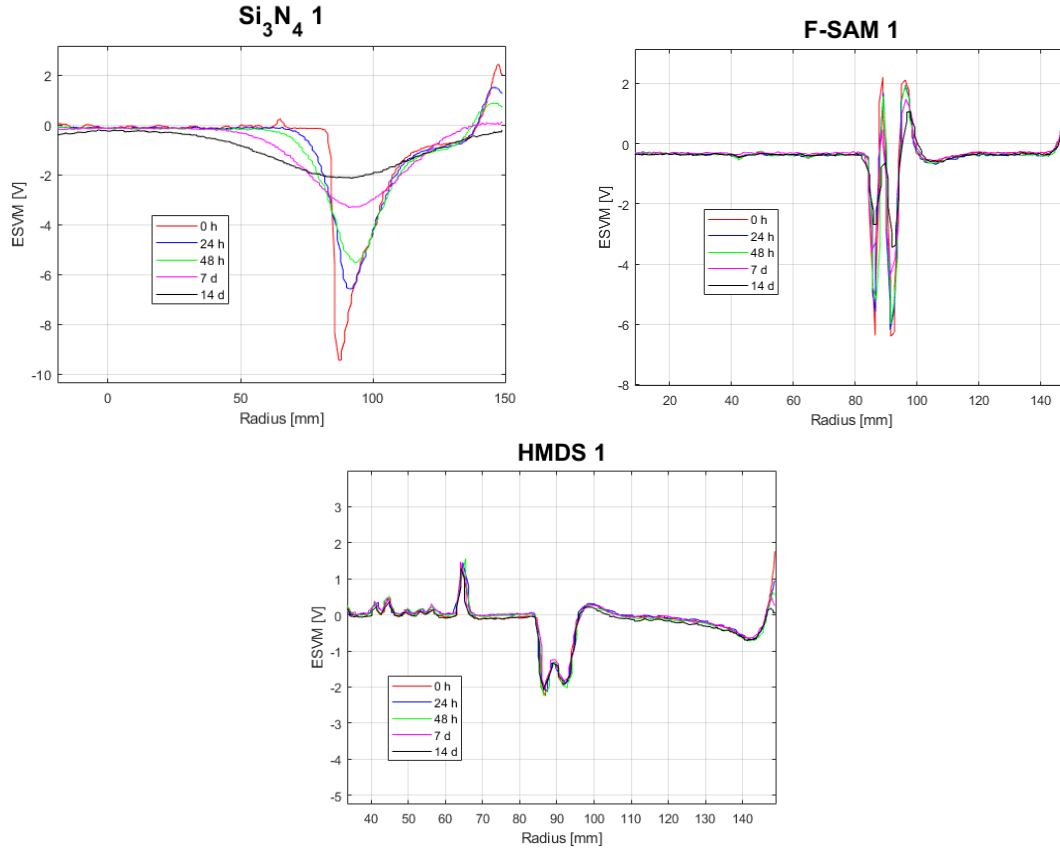 Si3N4 1
ESVM [V]
2
0
-2
-4
-6
-8
-10
0 h
24 h
48 h
7 d
14 d
0
50
100
150
Radius [mm]
F-SAM 1
ESVM [V]
2
0
-2
-4
-6
-8
0 h
24 h
48 h
7 d
14 d
20
40
60
80
100
120
140
Radius [mm]
HMDS 1
ESVM [V]
3
2
1
0
-1
-2
-3
-4
-5
0 h
24 h
48 h
7 d
14 d
40
50
60
70
80
90
100
110
120
130
140
Radius [mm]